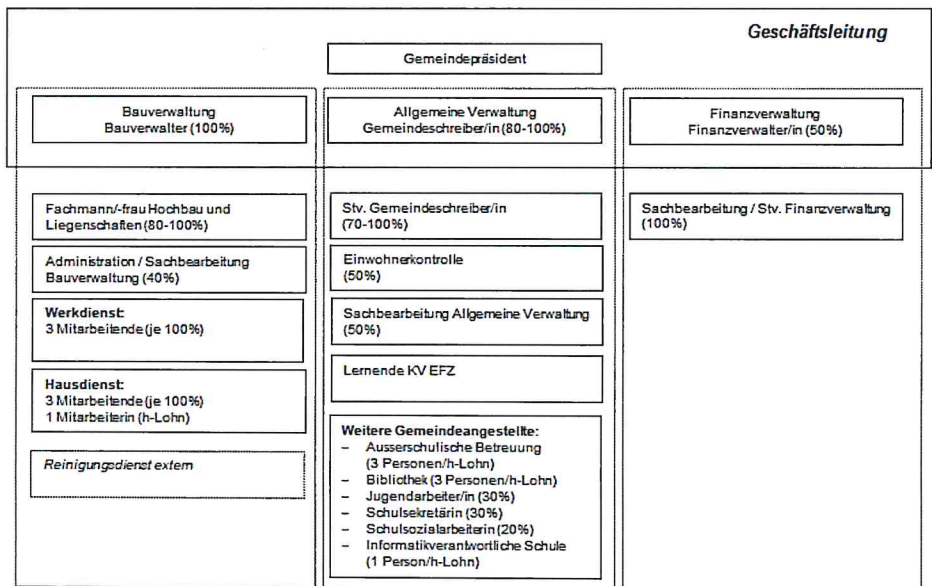 Geschäftsleitung
Gemeindepräsident
Bauverwaltung
Bauverwalter (100%)
Allgemeine Verwaltung
Gemeindeschreiber/in (80-100%)
Finanzverwaltung
Finanzverwalter/in (50%)
Fachmann/-frau Hochbau und
Liegenschaften (80-100%)
Administration / Sachbearbeitung
Bauverwaltung (40%)
Werkdienst:
3 Mitarbeitende (je 100%)
Hausdienst:
3 Mitarbeitende (je 100%)
1 Mitarbeiterin (h-Lohn)
Reinigungsdienst extern
Stv. Gemeindeschreiber/in
(70-100%)
Einwohnerkontrolle
(50%)
Sachbearbeitung Allgemeine Verwaltung
(50%)
Lernende KV EFZ
Weitere Gemeindeangestellte:
– Ausserschulische Betreuung
(3 Personen/h-Lohn)
– Bibliothek (3 Personen/h-Lohn)
– Jugendarbeiter/in (30%)
– Schulsekretärin (30%)
– Schulsozialarbeiterin (20%)
– Informatikverantwortliche Schule
(1 Person/h-Lohn)
Sachbearbeitung / Stv. Finanzverwaltung
(100%)